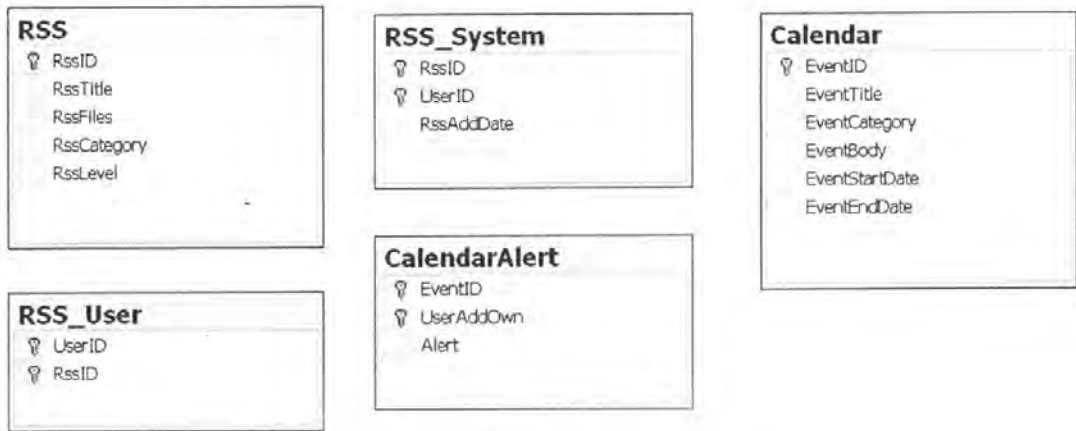 RSS
RssID
RssTitle
RssFiles
RssCategory
RssLevel
RSS_User
UserID
RssID
RSS_System
RssID
UserID
RssAddDate
CalendarAlert
EventID
UserAddOwn
Alert
Calendar
EventID
EventTitle
EventCategory
EventBody
EventStartDate
EventEndDate